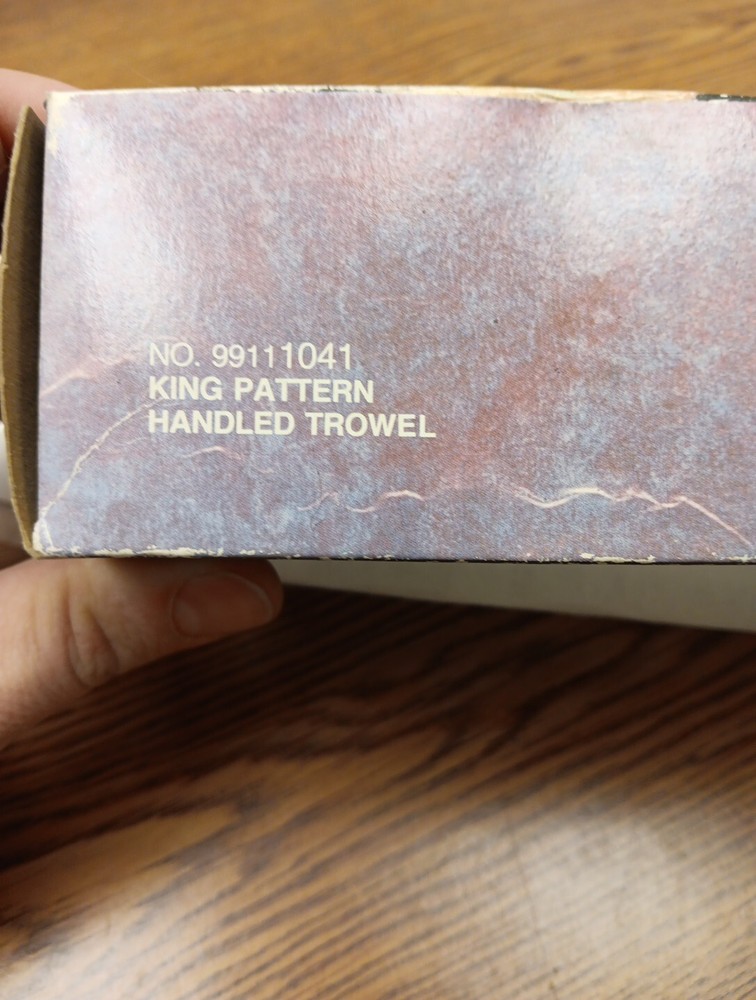 NO. 99111041
KING PATTERN
HANDLED TROWEL